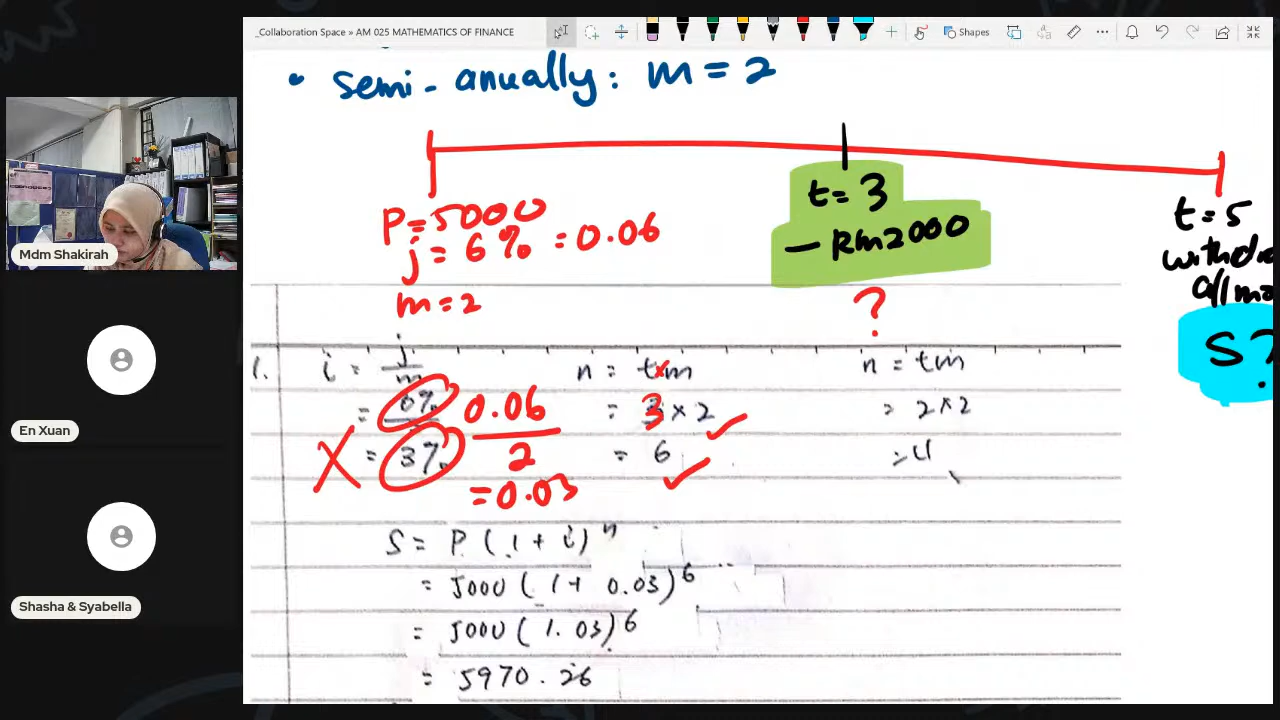 _Collaboration Space » AM 025 MATHEMATICS OF FINANCE
Shapes
• semi-anually: m = 2
P = 5000
j = 6% = 0.06
m = 2
t = 3
- RM2000
?
t = 5
S?
Mdm Shakirah
En Xuan
Shasha & Syabella
1. i = j/m
= 6%
= 3%
X
0.06
2
= 0.03
n = t×m
= 3 × 2
= 6
n = tm
= 2 × 2
= 4
S = P(1 + i)^n
= 5000 (1 + 0.03)^6
= 5000 (1.03)^6
= 5970.26